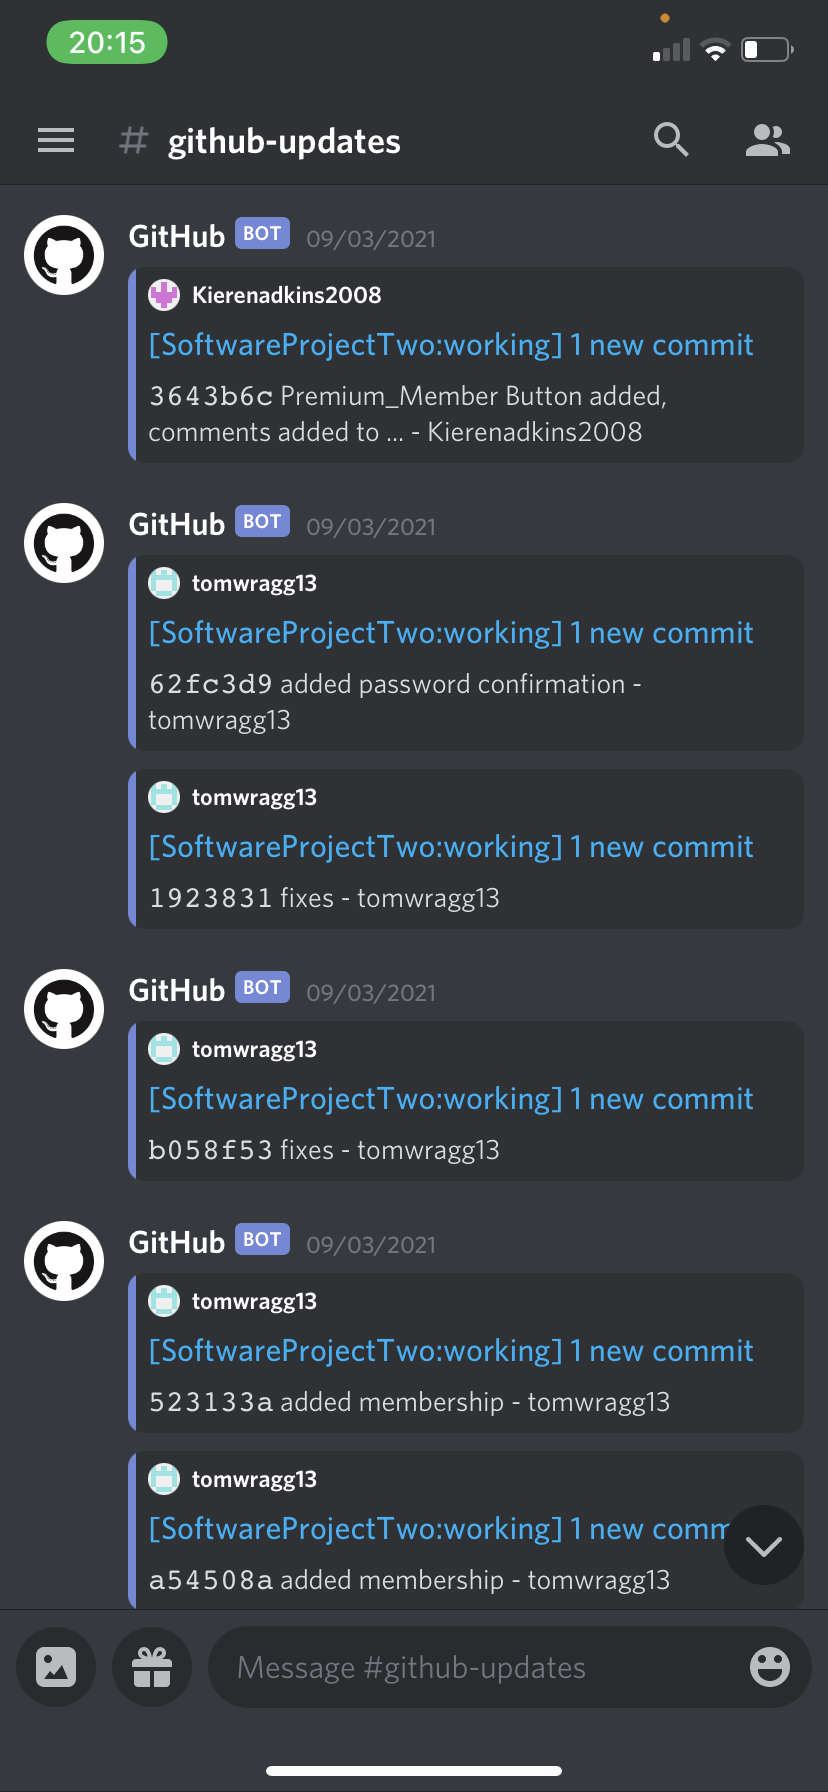 20:15
# github-updates
GitHub BOT 09/03/2021
Kierenadkins2008
[SoftwareProjectTwo:working] 1 new commit
3643b6c Premium_Member Button added,
comments added to ... - Kierenadkins2008
GitHub BOT 09/03/2021
tomwragg13
[SoftwareProjectTwo:working] 1 new commit
62fc3d9 added password confirmation -
tomwragg13
tomwragg13
[SoftwareProjectTwo:working] 1 new commit
1923831 fixes - tomwragg13
GitHub BOT 09/03/2021
tomwragg13
[SoftwareProjectTwo:working] 1 new commit
b058f53 fixes - tomwragg13
GitHub BOT 09/03/2021
tomwragg13
[SoftwareProjectTwo:working] 1 new commit
523133a added membership - tomwragg13
tomwragg13
[SoftwareProjectTwo:working] 1 new comm
a54508a added membership - tomwragg13
Message #github-updates